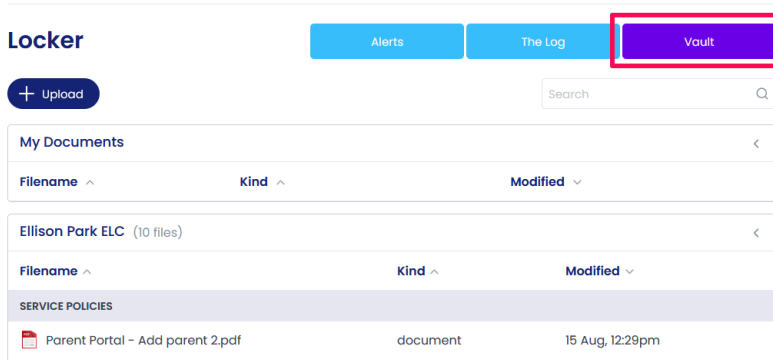 Locker
Alerts
The Log
Vault
Upload
Search
My Documents
Filename Kind Modified
Ellison Park ELC (10 files)
Filename Kind Modified
SERVICE POLICIES
Parent Portal - Add parent 2.pdf document 15 Aug, 12:29pm